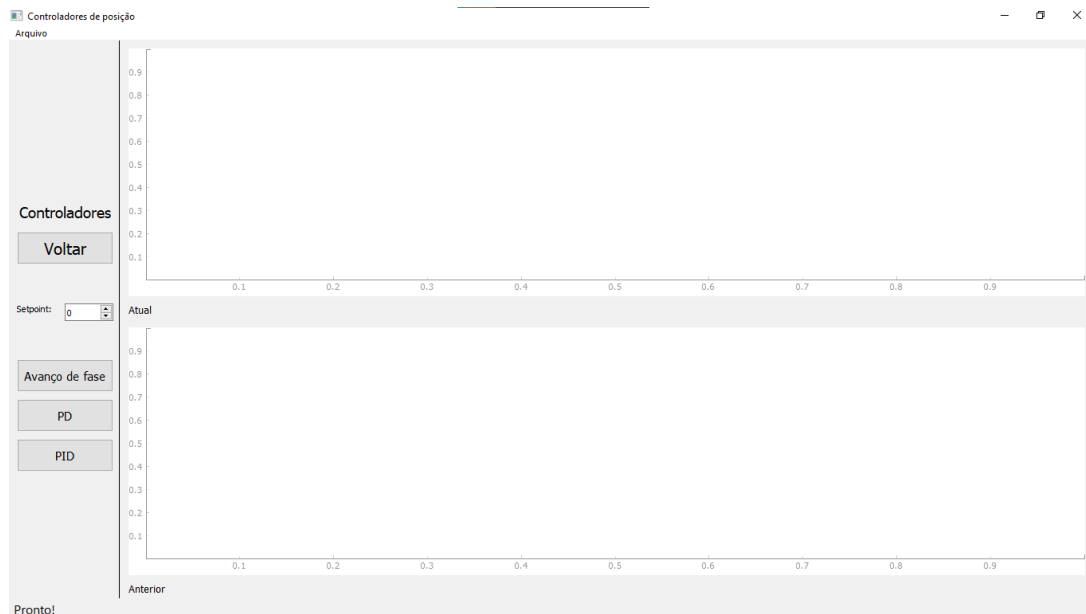 Controladores de posição
Arquivo
0.9
0.8
0.7
0.6
0.5
0.4
0.3
0.2
0.1
0.1 0.2 0.3 0.4 0.5 0.6 0.7 0.8 0.9
Controladores
Voltar
Setpoint: 0
Atual
Avanço de fase
PD
PID
0.9
0.8
0.7
0.6
0.5
0.4
0.3
0.2
0.1
0.1 0.2 0.3 0.4 0.5 0.6 0.7 0.8 0.9
Anterior
Pronto!